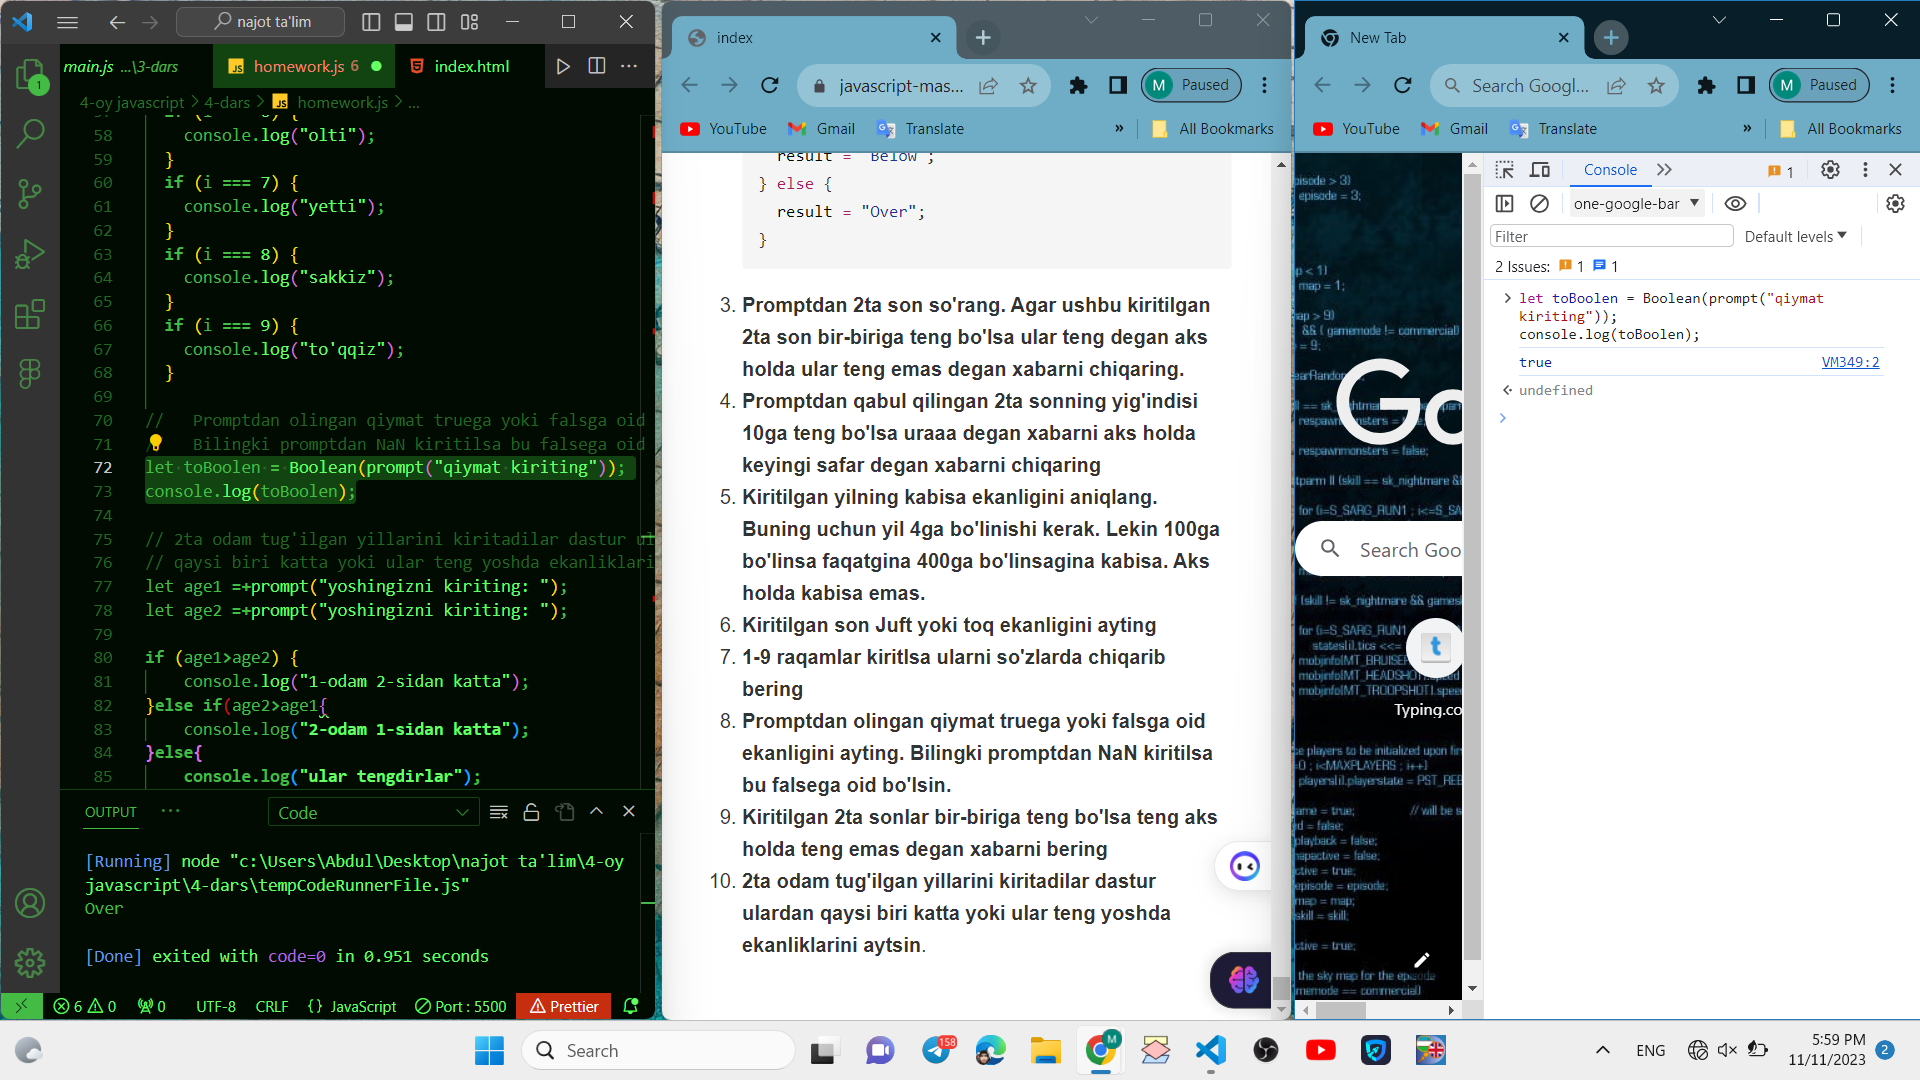 najot ta'lim
main.js ...\3-dars
homework.js 6
index.html
4-oy javascript > 4-dars > homework.js > ...
58 console.log("olti");
59 }
60 if (i === 7) {
61 console.log("yetti");
62 }
63 if (i === 8) {
64 console.log("sakkiz");
65 }
66 if (i === 9) {
67 console.log("to'qqiz");
68 }
69
70 // Promptdan olingan qiymat truega yoki falsga oid
71 // Bilingki promptdan NaN kiritilsa bu falsega oid
72 let toBoolen = Boolean(prompt("qiymat kiriting"));
73 console.log(toBoolen);
74
75 // 2ta odam tug'ilgan yillarini kiritadilar dastur
76 // qaysi biri katta yoki ular teng yoshda ekanliklari
77 let age1 =+prompt("yoshingizni kiriting: ");
78 let age2 =+prompt("yoshingizni kiriting: ");
79
80 if (age1>age2) {
81 console.log("1-odam 2-sidan katta");
82 }else if(age2>age1{
83 console.log("2-odam 1-sidan katta");
84 }else{
85 console.log("ular tengdirlar");
OUTPUT
Code
[Running] node "c:\Users\Abdul\Desktop\najot ta'lim\4-oy
javascript\4-dars\tempCodeRunnerFile.js"
Over
[Done] exited with code=0 in 0.951 seconds
6 0 0 UTF-8 CRLF {} JavaScript Port : 5500 Prettier
index
javascript-mas...
M Paused
YouTube Gmail Translate » All Bookmarks
result = "Below";
} else {
result = "Over";
}
3. Promptdan 2ta son so'rang. Agar ushbu kiritilgan
2ta son bir-biriga teng bo'lsa ular teng degan aks
holda ular teng emas degan xabarni chiqaring.
4. Promptdan qabul qilingan 2ta sonning yig'indisi
10ga teng bo'lsa uraaa degan xabarni aks holda
keyingi safar degan xabarni chiqaring
5. Kiritilgan yilning kabisa ekanligini aniqlang.
Buning uchun yil 4ga bo'linishi kerak. Lekin 100ga
bo'linsa faqatgina 400ga bo'linsagina kabisa. Aks
holda kabisa emas.
6. Kiritilgan son Juft yoki toq ekanligini ayting
7. 1-9 raqamlar kiritlsa ularni so'zlarda chiqarib
bering
8. Promptdan olingan qiymat truega yoki falsga oid
ekanligini ayting. Bilingki promptdan NaN kiritilsa
bu falsega oid bo'lsin.
9. Kiritilgan 2ta sonlar bir-biriga teng bo'lsa teng aks
holda teng emas degan xabarni bering
10. 2ta odam tug'ilgan yillarini kiritadilar dastur
ulardan qaysi biri katta yoki ular teng yoshda
ekanliklarini aytsin.
New Tab
Search Googl...
M Paused
YouTube Gmail Translate » All Bookmarks
episode = 3;
map = 1;
&& ( gamemode != commercial)
respawnmonsters = false;
Go
Search Goo
t
Typing.co
Console
1
one-google-bar
Filter
Default levels
2 Issues: 1 1
let toBoolen = Boolean(prompt("qiymat
kiriting"));
console.log(toBoolen);
true VM349:2
undefined
Search
158
M
ENG
5:59 PM
11/11/2023
2